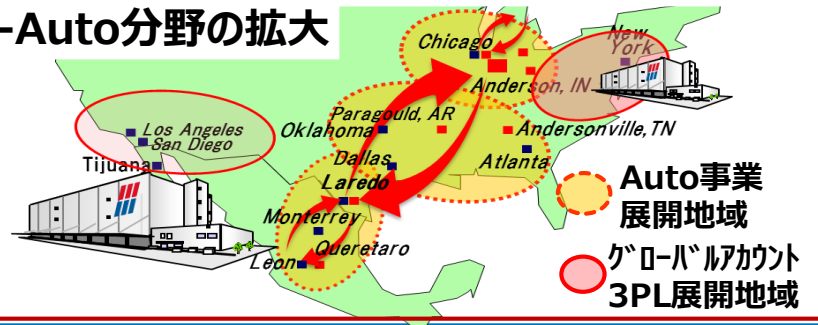 -Auto分野の拡大
Chicago
New
York
Anderson, IN
Paragould, AR
Oklahoma
Andersonville,TN
Los Angeles
San Diego
Tijuana
Dallas
Atlanta
Laredo
Monterrey
Queretaro
Leon
Auto事業
展開地域
ｸﾞﾛｰﾊﾞﾙｱｶｳﾝﾄ
3PL展開地域